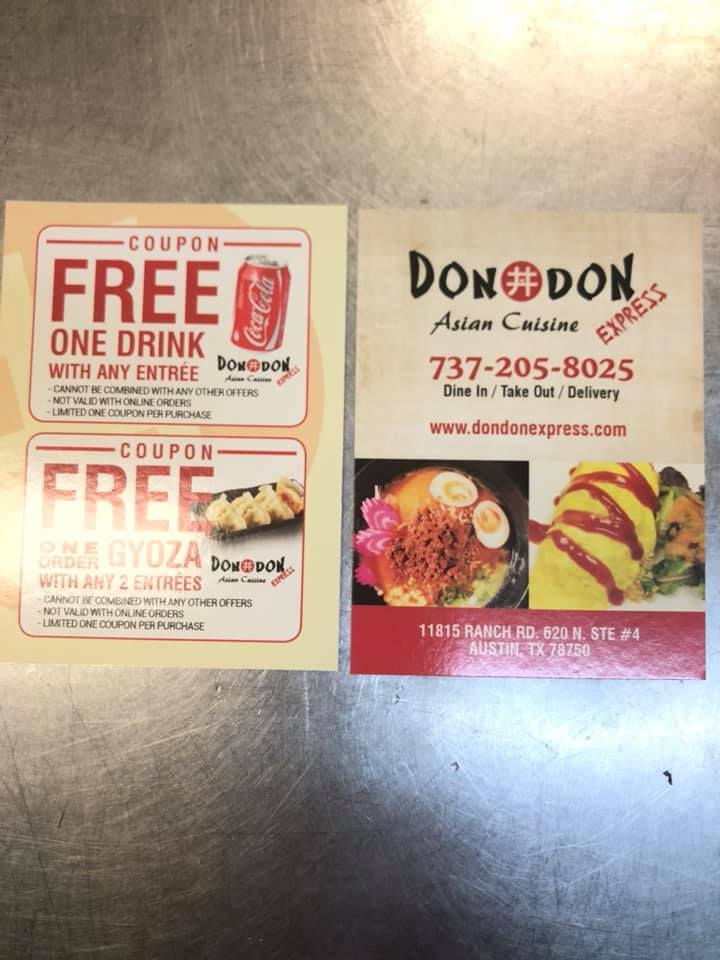 COUPON
FREE
ONE DRINK
WITH ANY ENTRÉE
Coca-Cola
DON丼DON
Asian Cuisine
EXPRESS
- CANNOT BE COMBINED WITH ANY OTHER OFFERS
- NOT VALID WITH ONLINE ORDERS
- LIMITED ONE COUPON PER PURCHASE
COUPON
FREE
ONE ORDER GYOZA
WITH ANY 2 ENTRÉES
DON丼DON
Asian Cuisine
EXPRESS
- CANNOT BE COMBINED WITH ANY OTHER OFFERS
- NOT VALID WITH ONLINE ORDERS
- LIMITED ONE COUPON PER PURCHASE
DON丼DON
Asian Cuisine
EXPRESS
737-205-8025
Dine In / Take Out / Delivery
www.dondonexpress.com
11815 RANCH RD. 620 N. STE #4
AUSTIN, TX 78750